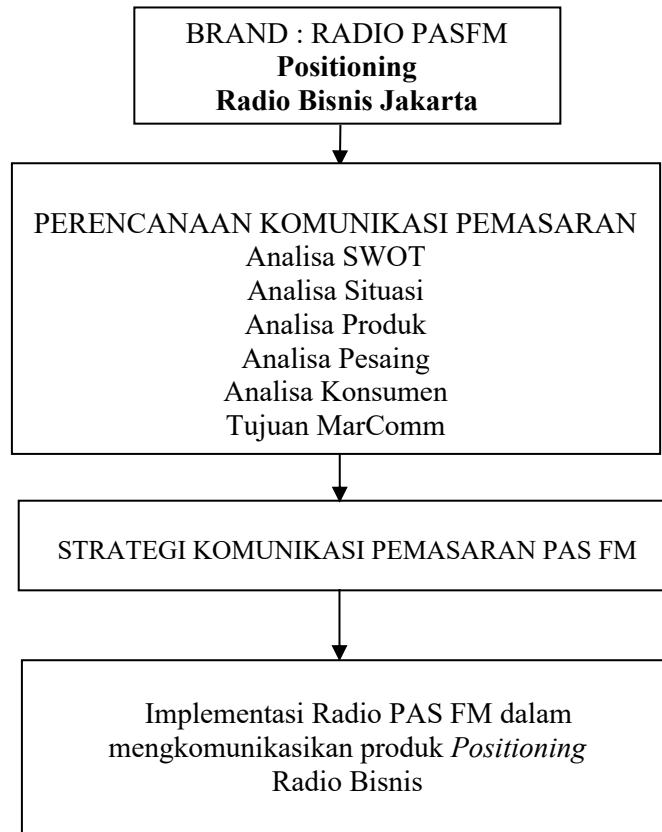 BRAND : RADIO PASFM
Positioning
Radio Bisnis Jakarta
PERENCANAAN KOMUNIKASI PEMASARAN
Analisa SWOT
Analisa Situasi
Analisa Produk
Analisa Pesaing
Analisa Konsumen
Tujuan MarComm
STRATEGI KOMUNIKASI PEMASARAN PAS FM
Implementasi Radio PAS FM dalam
mengkomunikasikan produk Positioning
Radio Bisnis